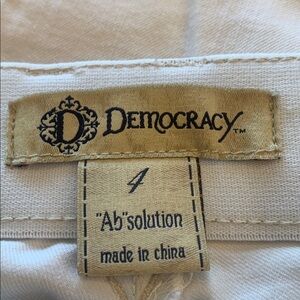 D DEMOCRACY™
4
"Ab"solution
made in china